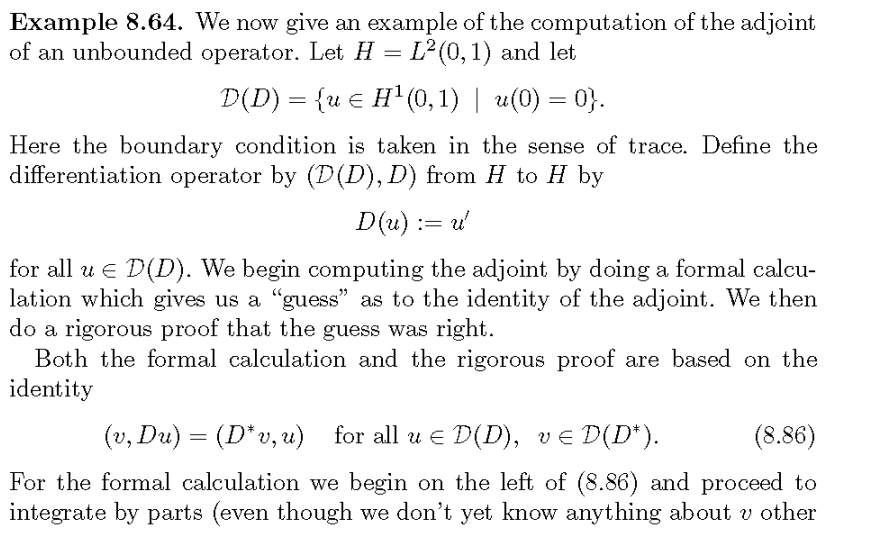 Example 8.64. We now give an example of the computation of the adjoint
of an unbounded operator. Let H = L²(0, 1) and let
𝒟(D) = {u ∈ H¹(0, 1) | u(0) = 0}.
Here the boundary condition is taken in the sense of trace. Define the
differentiation operator by (𝒟(D), D) from H to H by
D(u) := u′
for all u ∈ 𝒟(D). We begin computing the adjoint by doing a formal calcu-
lation which gives us a “guess” as to the identity of the adjoint. We then
do a rigorous proof that the guess was right.
Both the formal calculation and the rigorous proof are based on the
identity
(v, Du) = (D*v, u) for all u ∈ 𝒟(D), v ∈ 𝒟(D*). (8.86)
For the formal calculation we begin on the left of (8.86) and proceed to
integrate by parts (even though we don’t yet know anything about v other